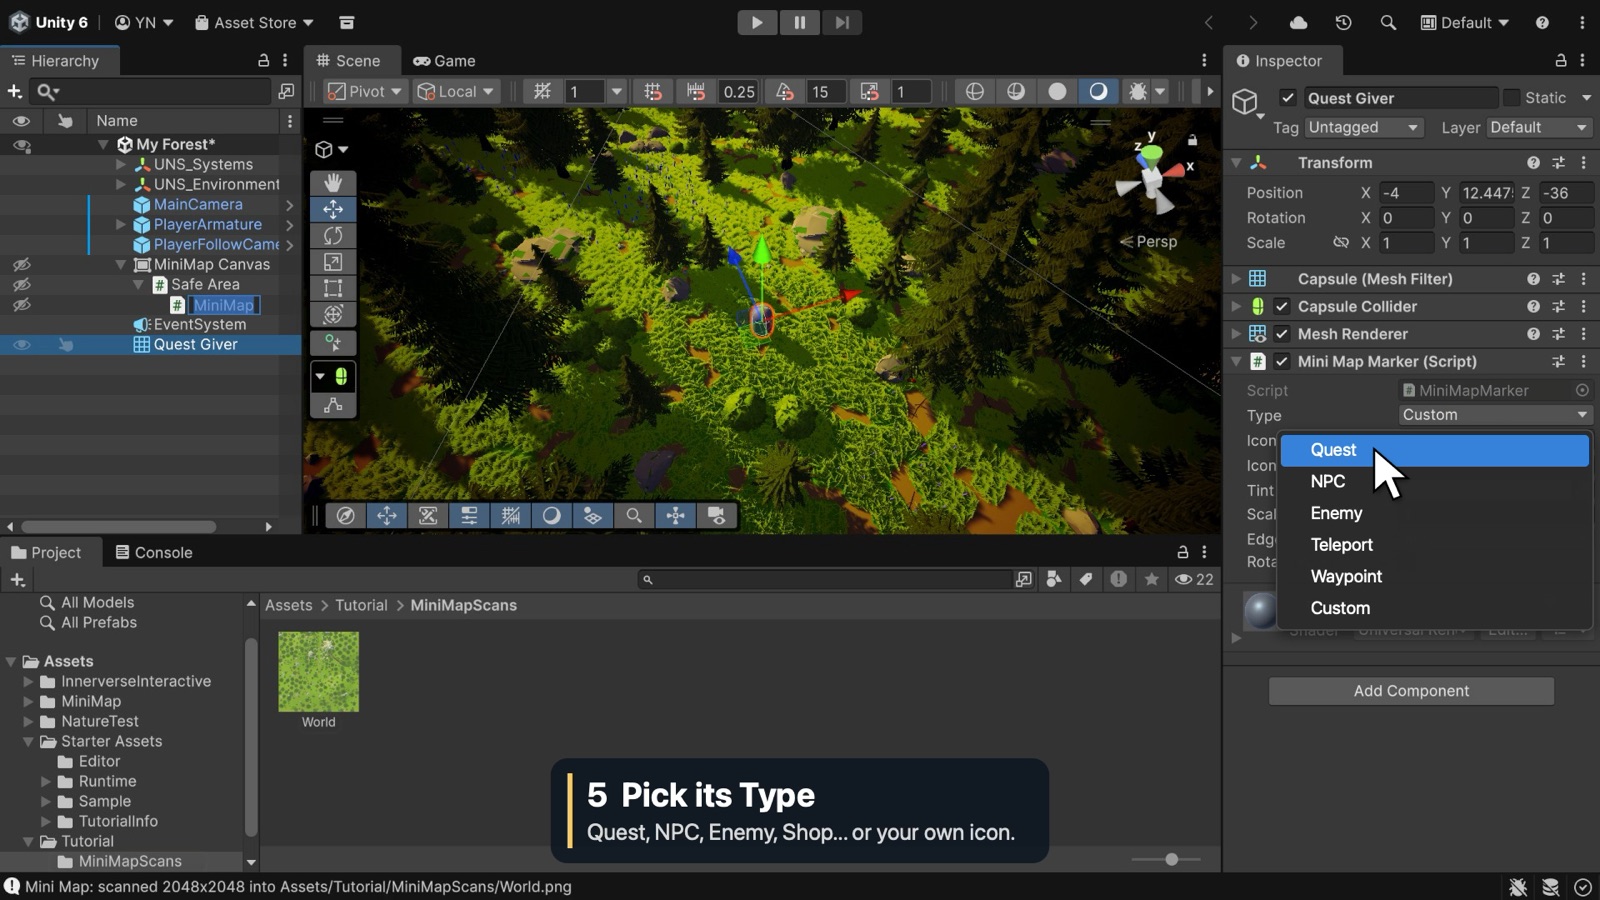 Unity 6
YN
Asset Store
Default
Hierarchy
Scene
Game
Inspector
Pivot
Local
1
0.25
15
1
Quest Giver
Static
Tag
Untagged
Layer
Default
Name
My Forest*
UNS_Systems
UNS_Environment
MainCamera
PlayerArmature
PlayerFollowCame
MiniMap Canvas
Safe Area
MiniMap
EventSystem
Quest Giver
y
z
x
Persp
Transform
Position X -4 Y 12.447 Z -36
Rotation X 0 Y 0 Z 0
Scale X 1 Y 1 Z 1
Capsule (Mesh Filter)
Capsule Collider
Mesh Renderer
Mini Map Marker (Script)
Script
MiniMapMarker
Type
Custom
Icon
Icon
Tint
Scal
Edg
Rota
Quest
NPC
Enemy
Teleport
Waypoint
Custom
Shader
Edit...
Add Component
Project
Console
22
All Models
All Prefabs
Assets
InnerverseInteractive
MiniMap
NatureTest
Starter Assets
Editor
Runtime
Sample
TutorialInfo
Tutorial
MiniMapScans
Assets > Tutorial > MiniMapScans
World
5 Pick its Type
Quest, NPC, Enemy, Shop... or your own icon.
Mini Map: scanned 2048x2048 into Assets/Tutorial/MiniMapScans/World.png